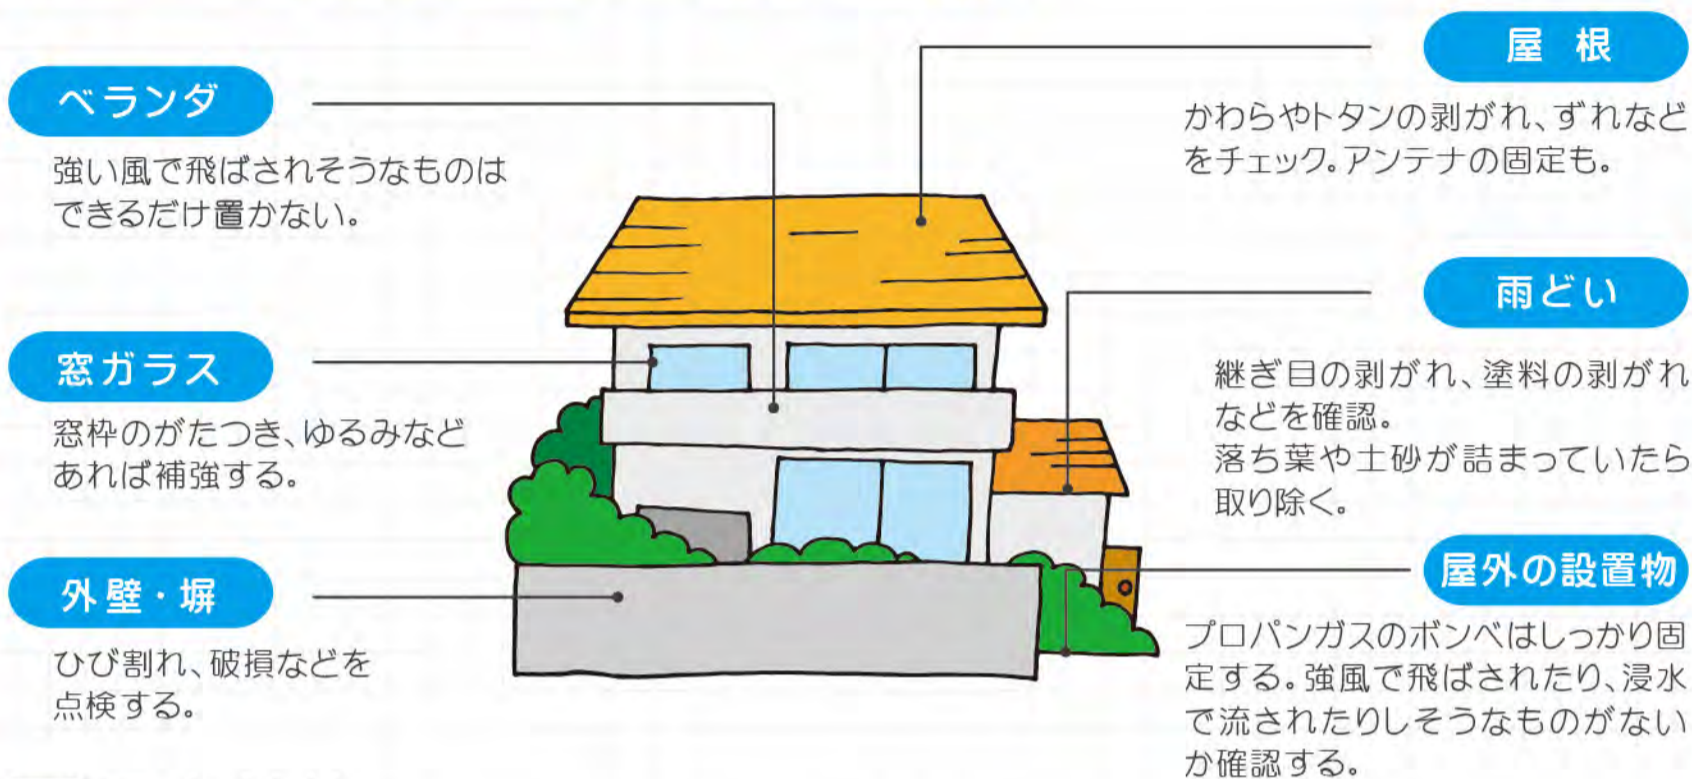 ベランダ
強い風で飛ばされそうなものは
できるだけ置かない。
窓ガラス
窓枠のがたつき、ゆるみなど
あれば補強する。
外壁・塀
ひび割れ、破損などを
点検する。
屋 根
かわらやトタンの剥がれ、ずれなど
をチェック。アンテナの固定も。
雨どい
継ぎ目の剥がれ、塗料の剥がれ
などを確認。
落ち葉や土砂が詰まっていたら
取り除く。
屋外の設置物
プロパンガスのボンベはしっかり固
定する。強風で飛ばされたり、浸水
で流されたりしそうなものがない
か確認する。